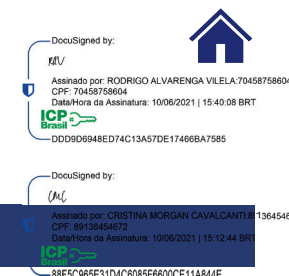 DocuSigned by:
Assinado por: RODRIGO ALVARENGA VILELA:70458758604
CPF: 70458758604
Data/Hora da Assinatura: 10/06/2021 | 15:40:08 BRT
ICP
Brasil
DDD9D6948ED74C13A57DE17466BA7585
DocuSigned by:
CMC
Assinado por: CRISTINA MORGAN CAVALCANTI:891364546
CPF: 89136454672
Data/Hora da Assinatura: 10/06/2021 | 15:12:44 BRT
ICP
Brasil